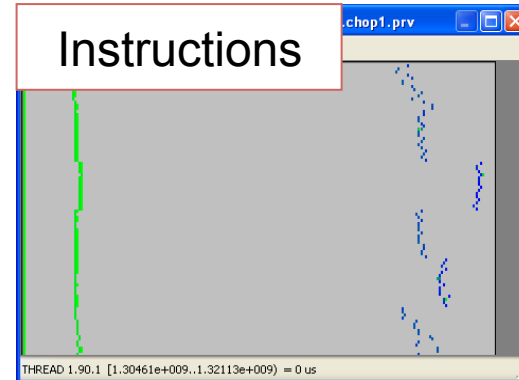 Instructions
.chop1.prv
THREAD 1.90.1 [1.30461e+009..1.32113e+009) = 0 us